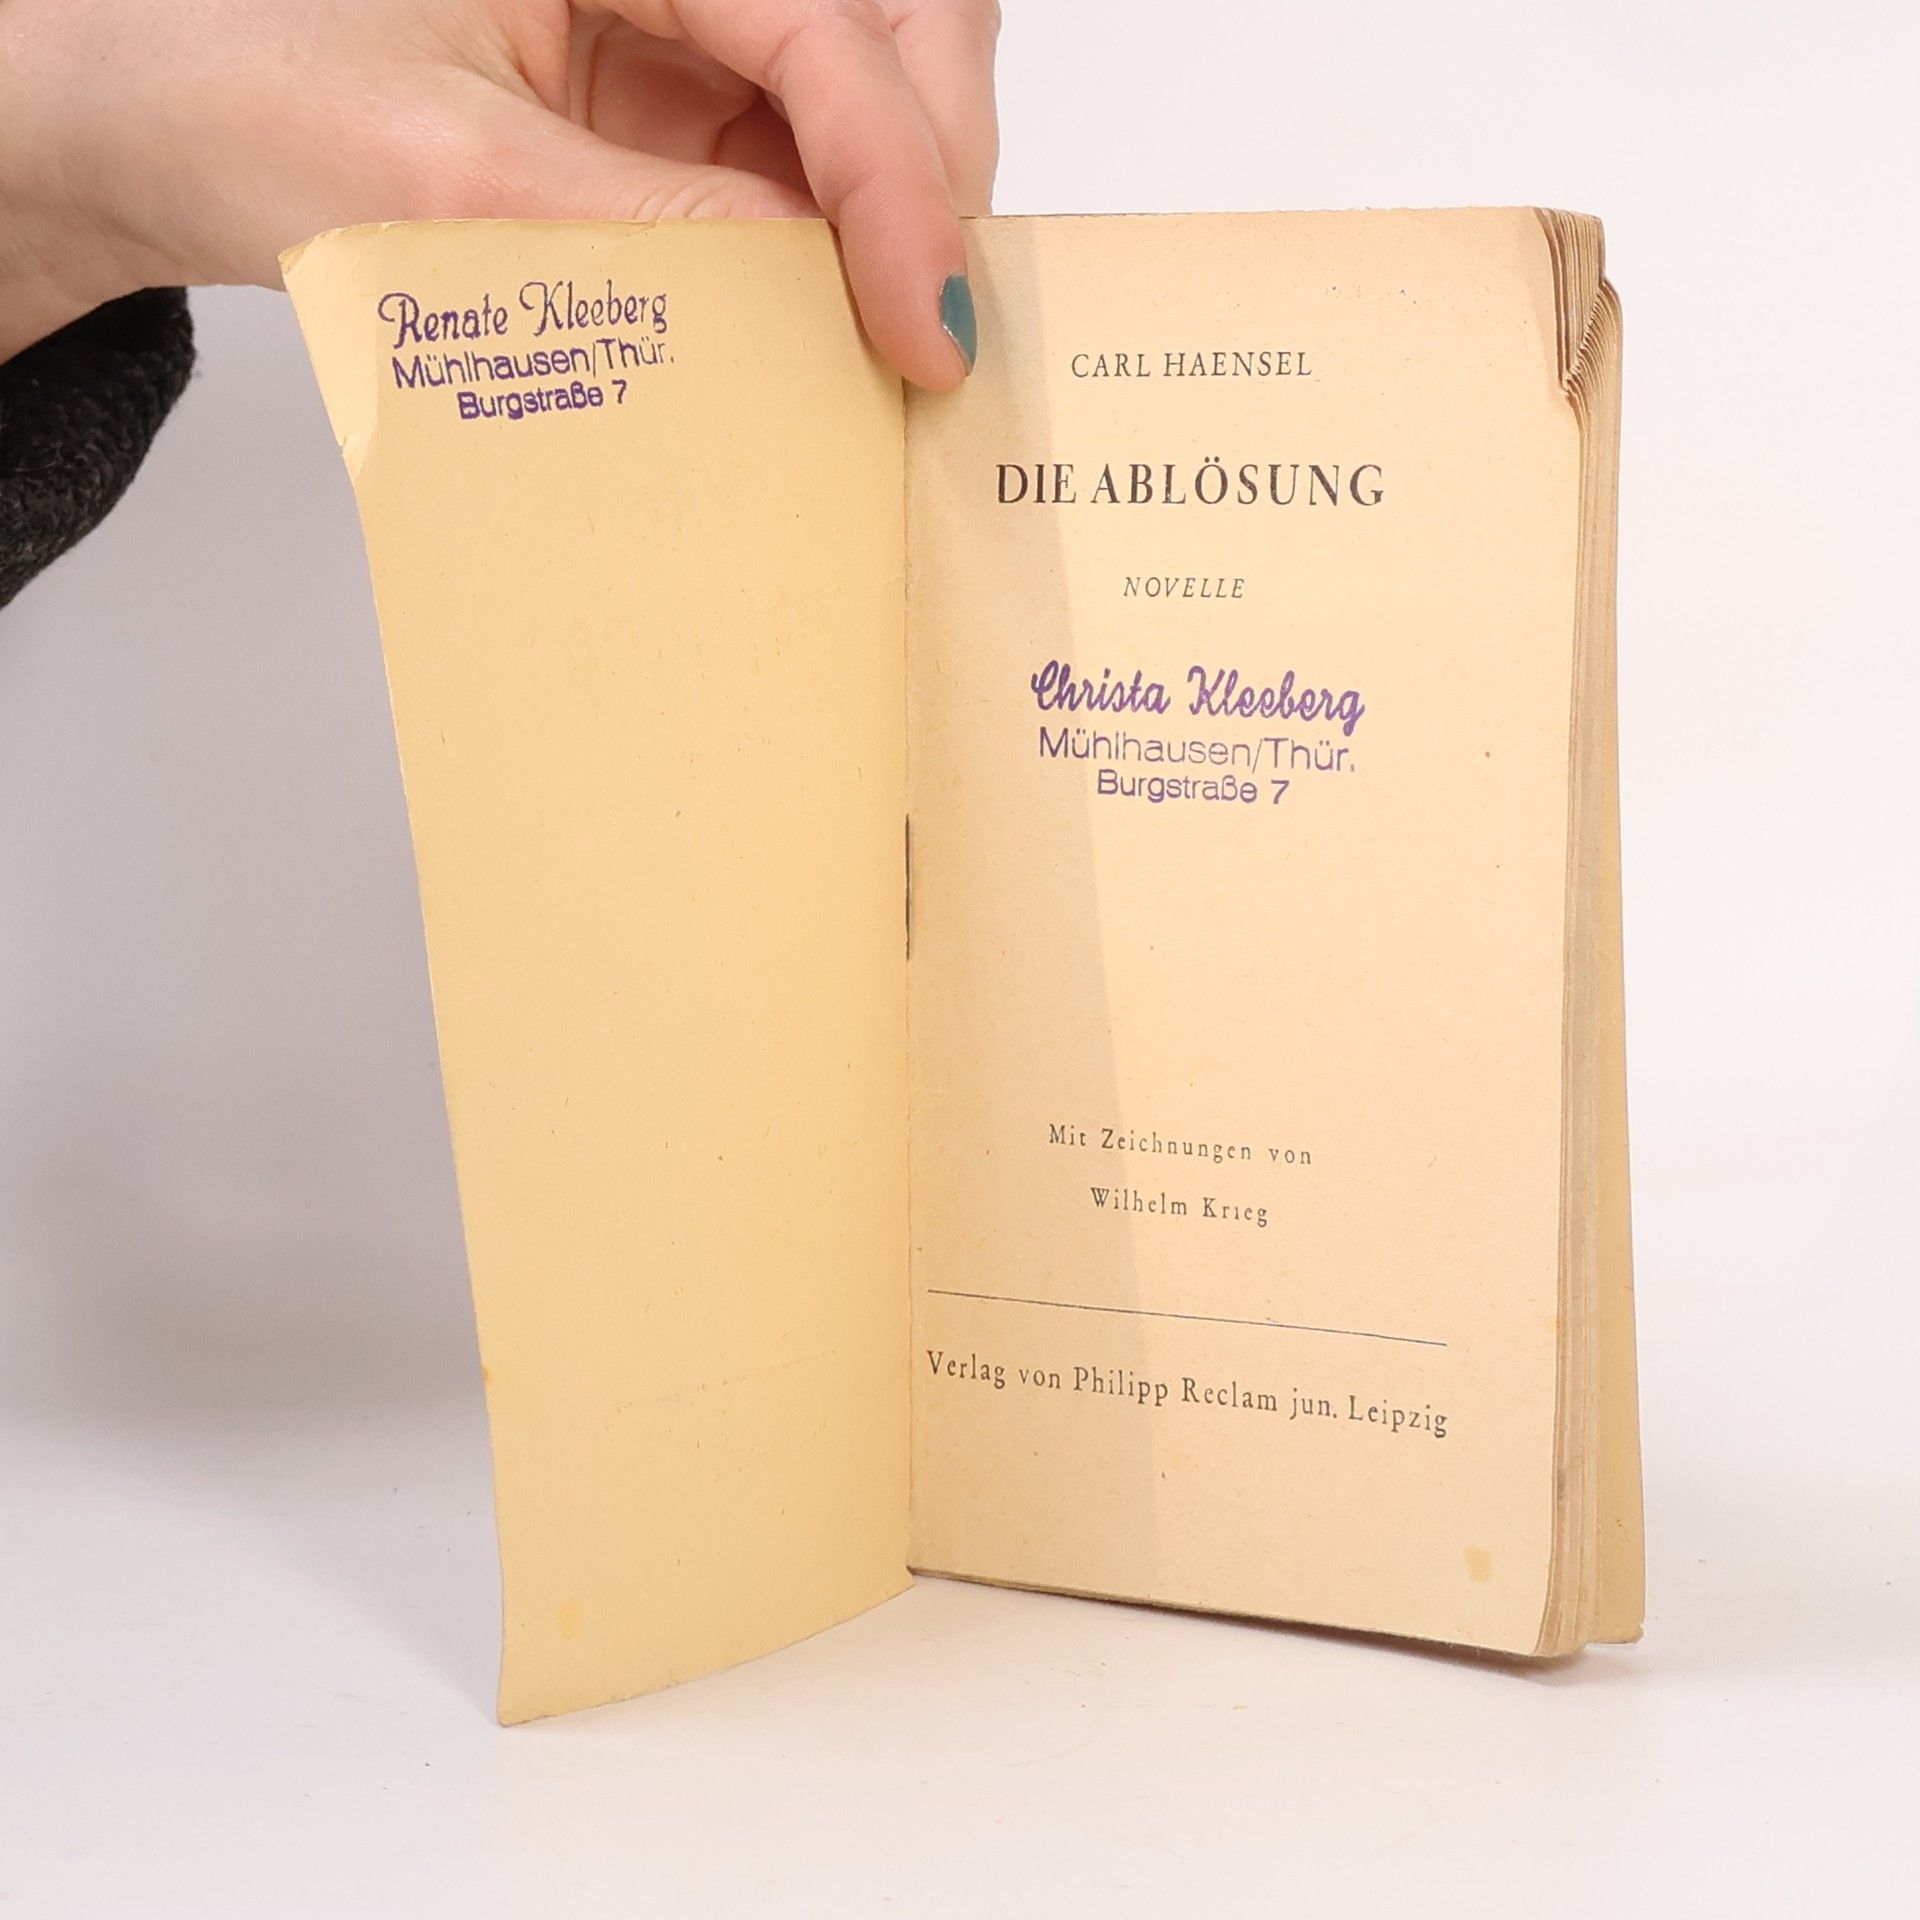 Renate Kleeberg
Mühlhausen/Thür.
Burgstraße 7
CARL HAENSEL
DIE ABLÖSUNG
NOVELLE
Christa Kleeberg
Mühlhausen/Thür.
Burgstraße 7
Mit Zeichnungen von
Wilhelm Krieg
Verlag von Philipp Reclam jun. Leipzig